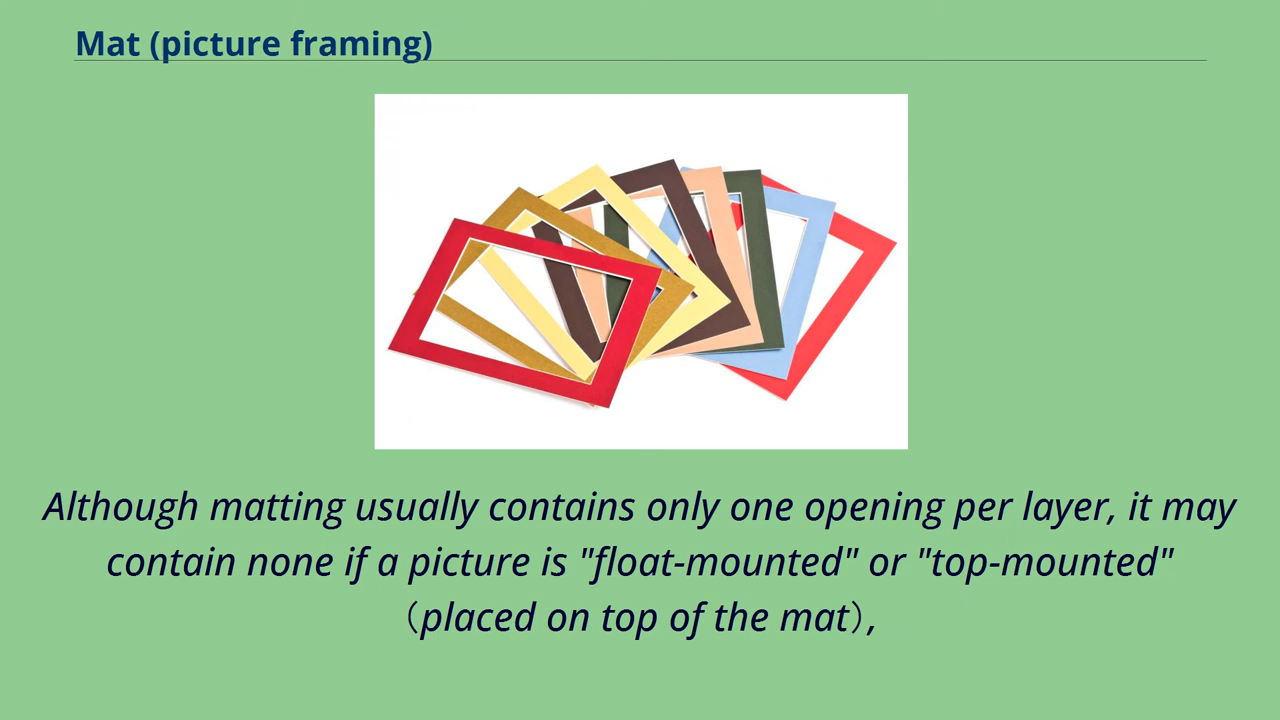 Mat (picture framing)
Although matting usually contains only one opening per layer, it may
contain none if a picture is "float-mounted" or "top-mounted"
（placed on top of the mat）,